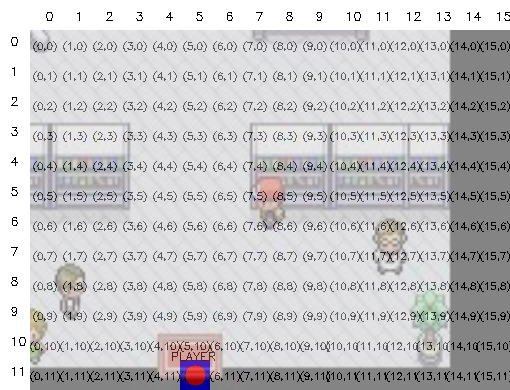 0 1 2 3 4 5 6 7 8 9 10 11 12 13 14 15
0 (0,0) (1,0) (2,0) (3,0) (4,0) (5,0) (6,0) (7,0) (8,0) (9,0) (10,0) (11,0) (12,0) (13,0) (14,0) (15,0)
1 (0,1) (1,1) (2,1) (3,1) (4,1) (5,1) (6,1) (7,1) (8,1) (9,1) (10,1) (11,1) (12,1) (13,1) (14,1) (15,1)
2 (0,2) (1,2) (2,2) (3,2) (4,2) (5,2) (6,2) (7,2) (8,2) (9,2) (10,2) (11,2) (12,2) (13,2) (14,2) (15,2)
3 (0,3) (1,3) (2,3) (3,3) (4,3) (5,3) (6,3) (7,3) (8,3) (9,3) (10,3) (11,3) (12,3) (13,3) (14,3) (15,3)
4 (0,4) (1,4) (2,4) (3,4) (4,4) (5,4) (6,4) (7,4) (8,4) (9,4) (10,4) (11,4) (12,4) (13,4) (14,4) (15,4)
5 (0,5) (1,5) (2,5) (3,5) (4,5) (5,5) (6,5) (7,5) (8,5) (9,5) (10,5) (11,5) (12,5) (13,5) (14,5) (15,5)
6 (0,6) (1,6) (2,6) (3,6) (4,6) (5,6) (6,6) (7,6) (8,6) (9,6) (10,6) (11,6) (12,6) (13,6) (14,6) (15,6)
7 (0,7) (1,7) (2,7) (3,7) (4,7) (5,7) (6,7) (7,7) (8,7) (9,7) (10,7) (11,7) (12,7) (13,7) (14,7) (15,7)
8 (0,8) (1,8) (2,8) (3,8) (4,8) (5,8) (6,8) (7,8) (8,8) (9,8) (10,8) (11,8) (12,8) (13,8) (14,8) (15,8)
9 (0,9) (1,9) (2,9) (3,9) (4,9) (5,9) (6,9) (7,9) (8,9) (9,9) (10,9) (11,9) (12,9) (13,9) (14,9) (15,9)
10 (0,10) (1,10) (2,10) (3,10) (4,10) (5,10) (6,10) (7,10) (8,10) (9,10) (10,10) (11,10) (12,10) (13,10) (14,10) (15,10)
PLAYER
11 (0,11) (1,11) (2,11) (3,11) (4,11) (6,11) (7,11) (8,11) (9,11) (10,11) (11,11) (12,11) (13,11) (14,11) (15,11)